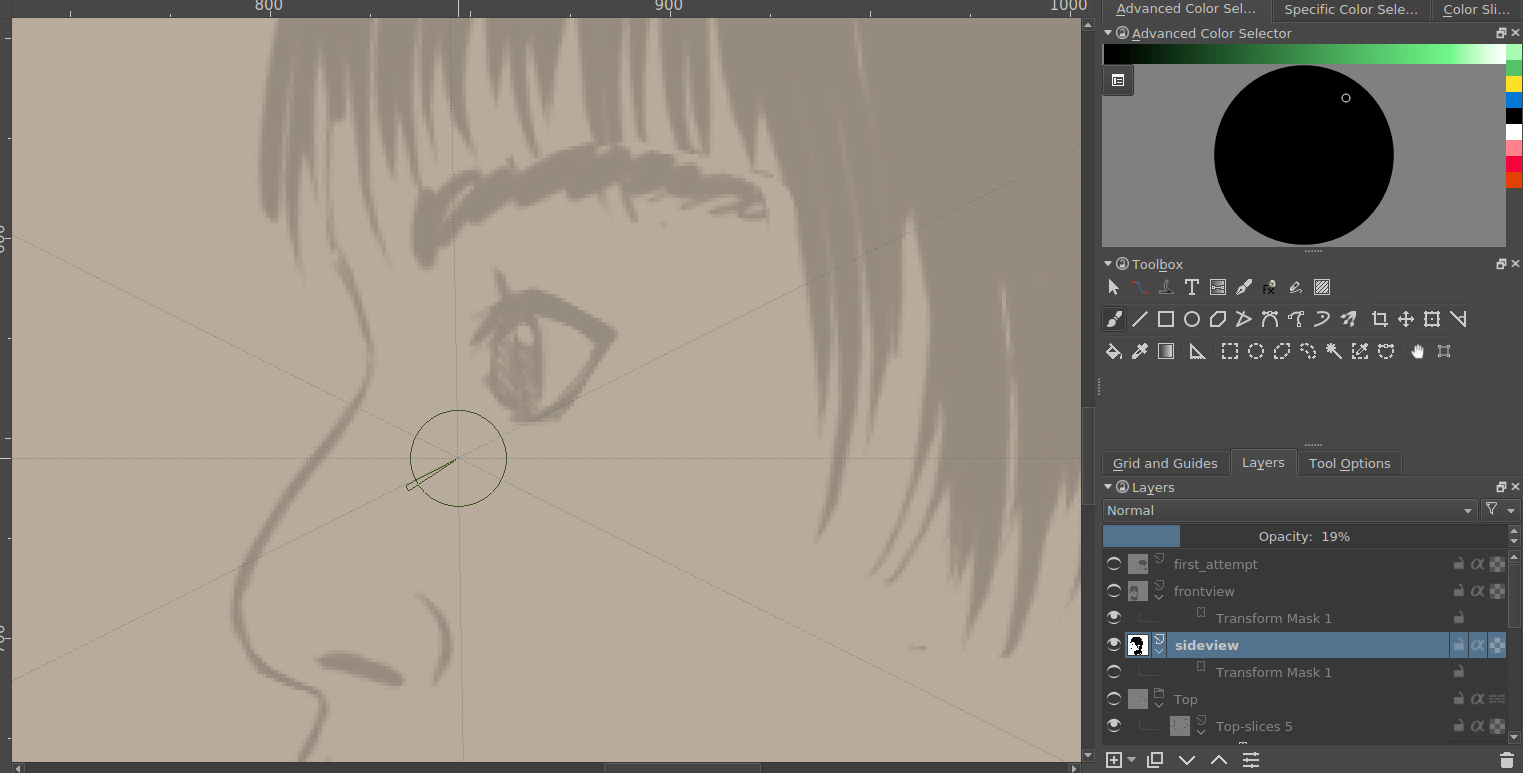 800
900
1000
600
700
Advanced Color Sel...
Specific Color Sele...
Color Sli...
Advanced Color Selector
Toolbox
Grid and Guides
Layers
Tool Options
Layers
Normal
Opacity: 19%
first_attempt
frontview
Transform Mask 1
sideview
Transform Mask 1
Top
Top-slices 5